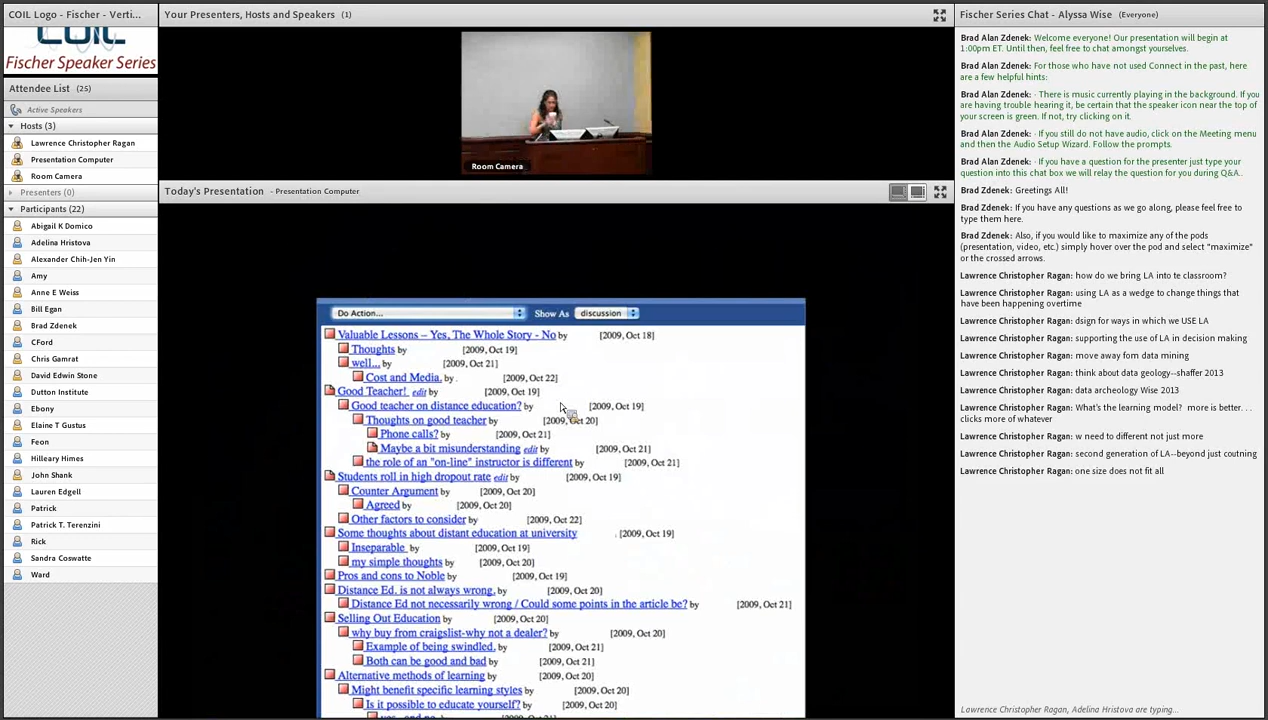 COIL Logo - Fischer - Verti...
COIL
Fischer Speaker Series
Attendee List (25)
Active Speakers
Hosts (3)
Lawrence Christopher Ragan
Presentation Computer
Room Camera
Presenters (0)
Participants (22)
Abigail K Domico
Adelina Hristova
Alexander Chih-Jen Yin
Amy
Anne E Weiss
Bill Egan
Brad Zdenek
CFord
Chris Gamrat
David Edwin Stone
Dutton Institute
Ebony
Elaine T Gustus
Feon
Hilleary Himes
John Shank
Lauren Edgell
Patrick
Patrick T. Terenzini
Rick
Sandra Coswatte
Ward
Your Presenters, Hosts and Speakers (1)
Room Camera
Today's Presentation - Presentation Computer
Do Action... Show As discussion
Valuable Lessons – Yes, The Whole Story - No by [2009, Oct 18]
Thoughts by [2009, Oct 19]
well... by [2009, Oct 21]
Cost and Media. by . [2009, Oct 22]
Good Teacher! edit by [2009, Oct 19]
Good teacher on distance education? by [2009, Oct 19]
Thoughts on good teacher by [2009, Oct 20]
Phone calls? by [2009, Oct 21]
Maybe a bit misunderstanding edit by [2009, Oct 21]
the role of an "on-line" instructor is different by [2009, Oct 21]
Students roll in high dropout rate edit by [2009, Oct 19]
Counter Argument by [2009, Oct 20]
Agreed by [2009, Oct 20]
Other factors to consider by [2009, Oct 22]
Some thoughts about distant education at university . [2009, Oct 19]
Inseparable by [2009, Oct 19]
my simple thoughts by [2009, Oct 20]
Pros and cons to Noble by [2009, Oct 19]
Distance Ed. is not always wrong. by [2009, Oct 20]
Distance Ed not necessarily wrong / Could some points in the article be? by [2009, Oct 21]
Selling Out Education by [2009, Oct 20]
why buy from craigslist-why not a dealer? by [2009, Oct 20]
Example of being swindled. by [2009, Oct 21]
Both can be good and bad by [2009, Oct 21]
Alternative methods of learning by [2009, Oct 20]
Might benefit specific learning styles by [2009, Oct 20]
Is it possible to educate yourself? by [2009, Oct 20]
Fischer Series Chat - Alyssa Wise (Everyone)
Brad Alan Zdenek: Welcome everyone! Our presentation will begin at
1:00pm ET. Until then, feel free to chat amongst yourselves.
Brad Alan Zdenek: For those who have not used Connect in the past, here
are a few helpful hints:
Brad Alan Zdenek: · There is music currently playing in the background. If you
are having trouble hearing it, be certain that the speaker icon near the top of
your screen is green. If not, try clicking on it.
Brad Alan Zdenek: · If you still do not have audio, click on the Meeting menu
and then the Audio Setup Wizard. Follow the prompts.
Brad Alan Zdenek: · If you have a question for the presenter just type your
question into this chat box we will relay the question for you during Q&A..
Brad Zdenek: Greetings All!
Brad Zdenek: If you have any questions as we go along, please feel free to
type them here.
Brad Zdenek: Also, if you would like to maximize any of the pods
(presentation, video, etc.) simply hover over the pod and select "maximize"
or the crossed arrows.
Lawrence Christopher Ragan: how do we bring LA into te classroom?
Lawrence Christopher Ragan: using LA as a wedge to change things that
have been happening overtime
Lawrence Christopher Ragan: dsign for ways in which we USE LA
Lawrence Christopher Ragan: supporting the use of LA in decision making
Lawrence Christopher Ragan: move away fom data mining
Lawrence Christopher Ragan: think about data geology--shaffer 2013
Lawrence Christopher Ragan: data archeology Wise 2013
Lawrence Christopher Ragan: What's the learning model? more is better. . .
clicks more of whatever
Lawrence Christopher Ragan: w need to different not just more
Lawrence Christopher Ragan: second generation of LA--beyond just coutning
Lawrence Christopher Ragan: one size does not fit all
Lawrence Christopher Ragan, Adelina Hristova are typing...